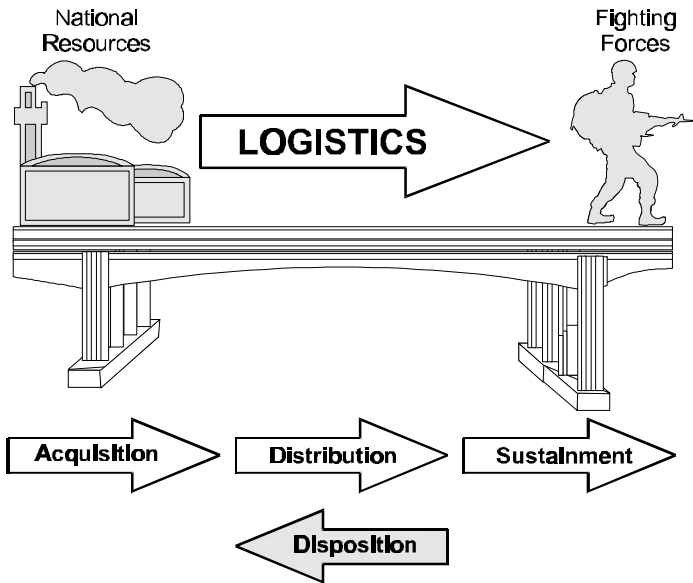 National
Resources
Fighting
Forces
LOGISTICS
Acquisition
Distribution
Sustainment
Disposition